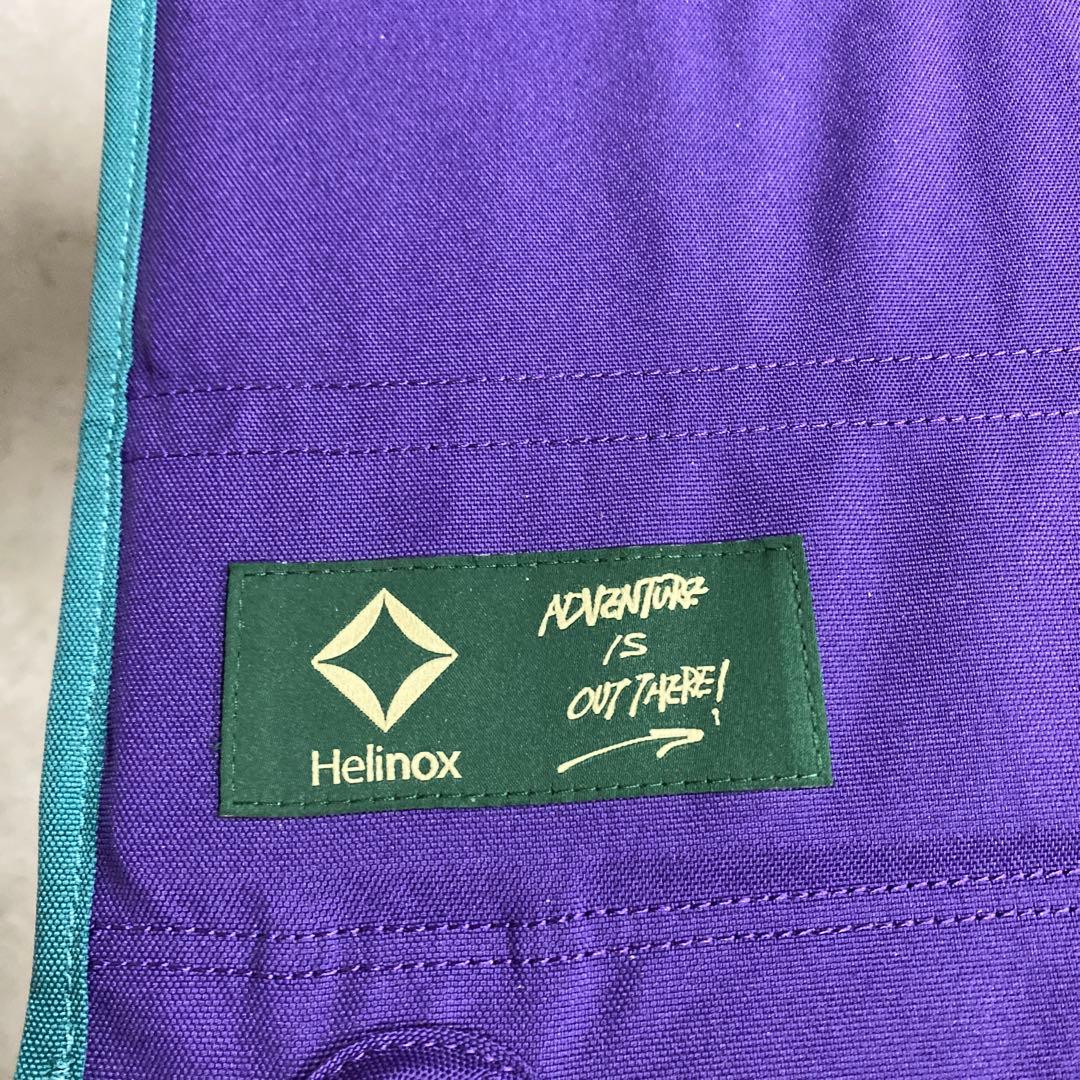 Helinox
ADVENTURE
IS
OUT THERE!